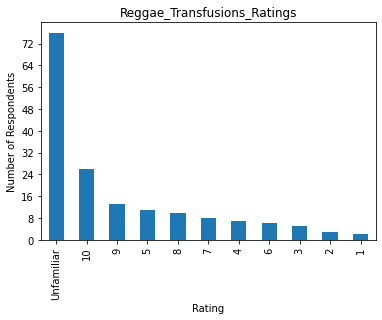 Reggae_Transfusions_Ratings
Number of Respondents
72
64
56
48
40
32
24
16
8
0
Unfamiliar 10 9 5 8 7 4 6 3 2 1
Rating